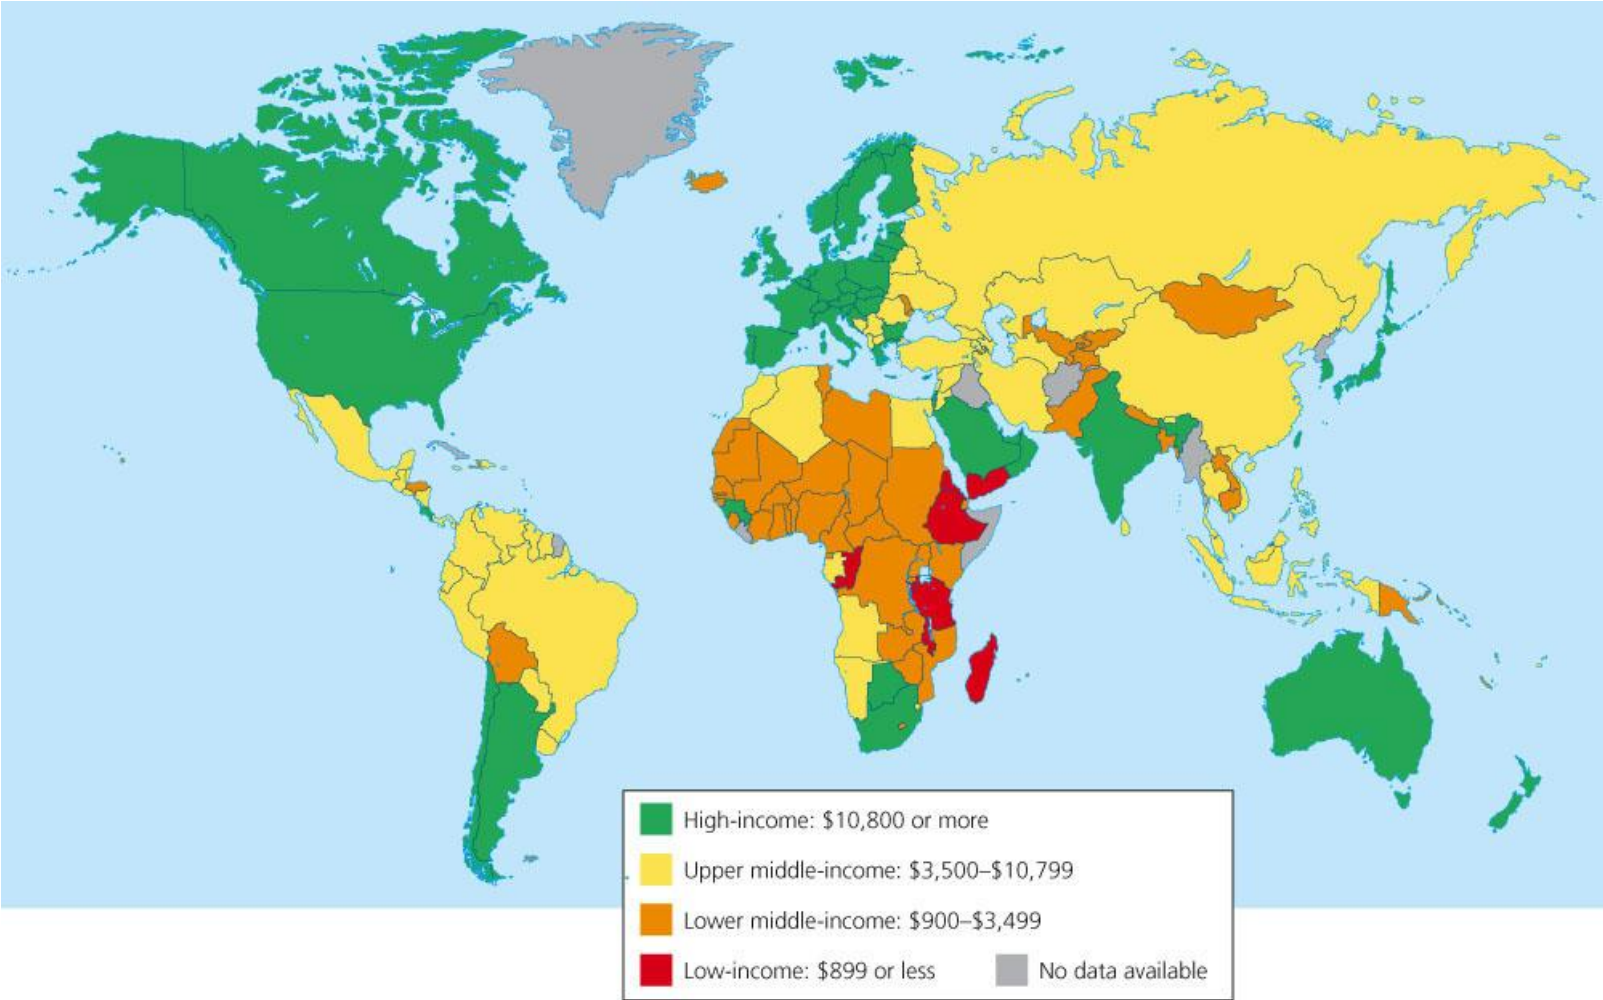 High-income: $10,800 or more
Upper middle-income: $3,500–$10,799
Lower middle-income: $900–$3,499
Low-income: $899 or less
No data available